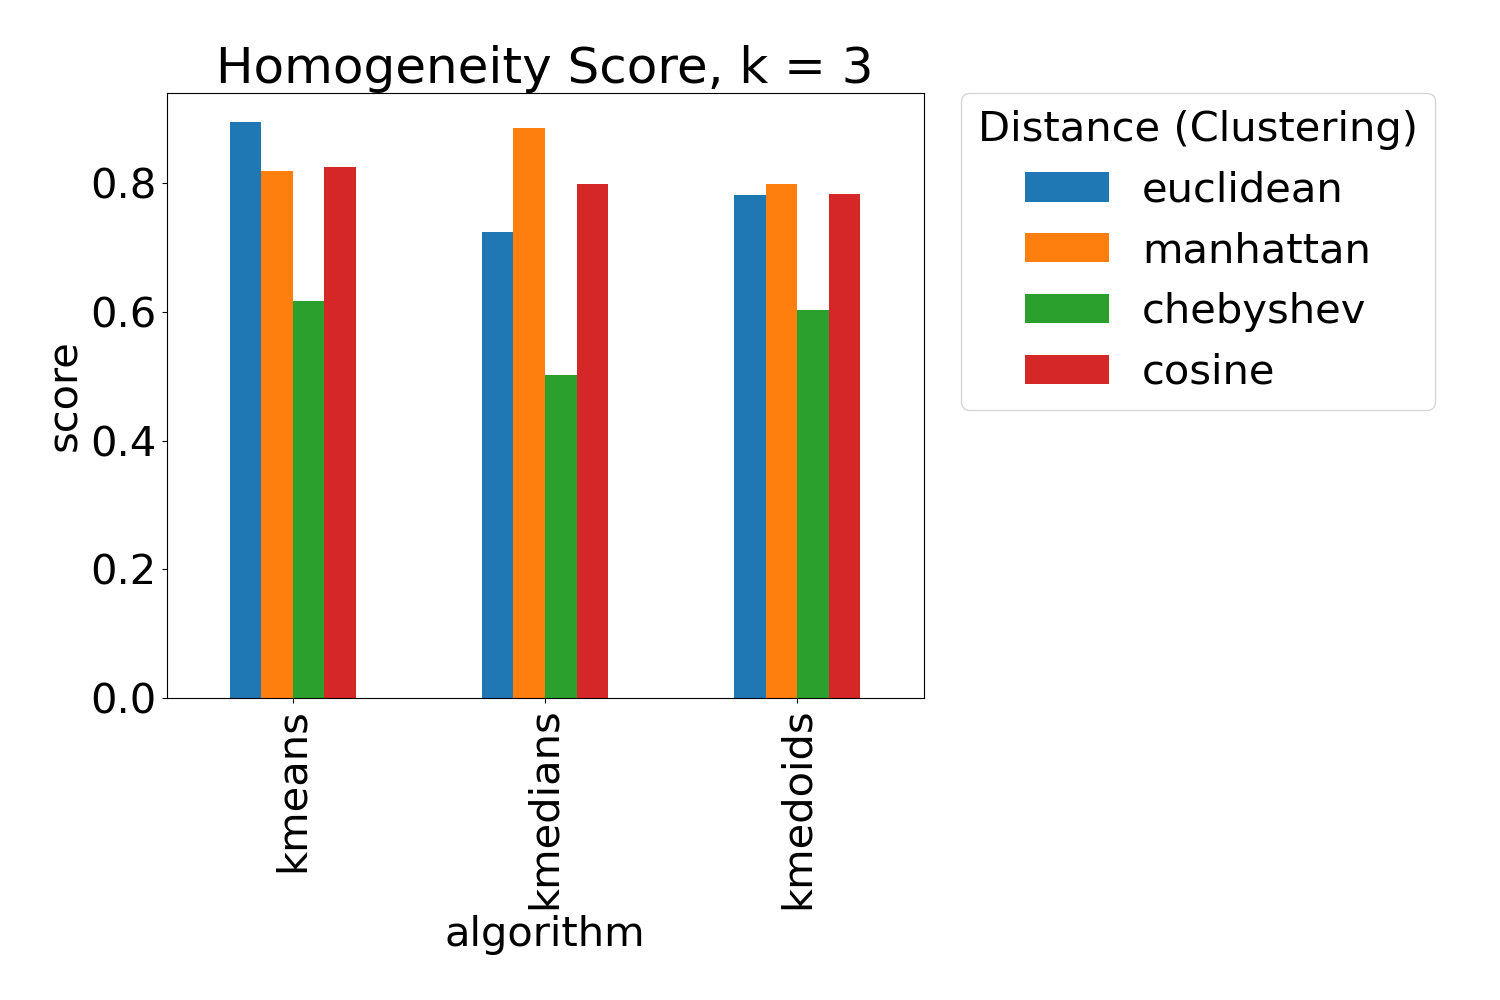 Homogeneity Score, k = 3
score
0.8
0.6
0.4
0.2
0.0
kmeans
kmedians
kmedoids
algorithm
Distance (Clustering)
euclidean
manhattan
chebyshev
cosine